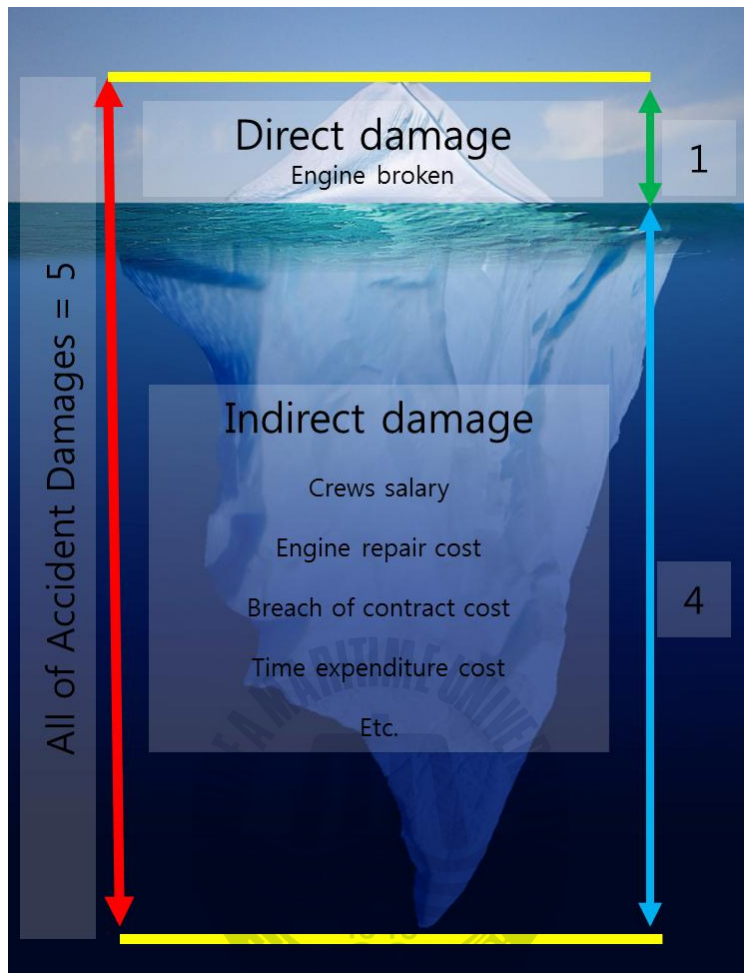 All of Accident Damages = 5
Direct damage
Engine broken
1
Indirect damage
Crews salary
Engine repair cost
Breach of contract cost
Time expenditure cost
Etc.
4